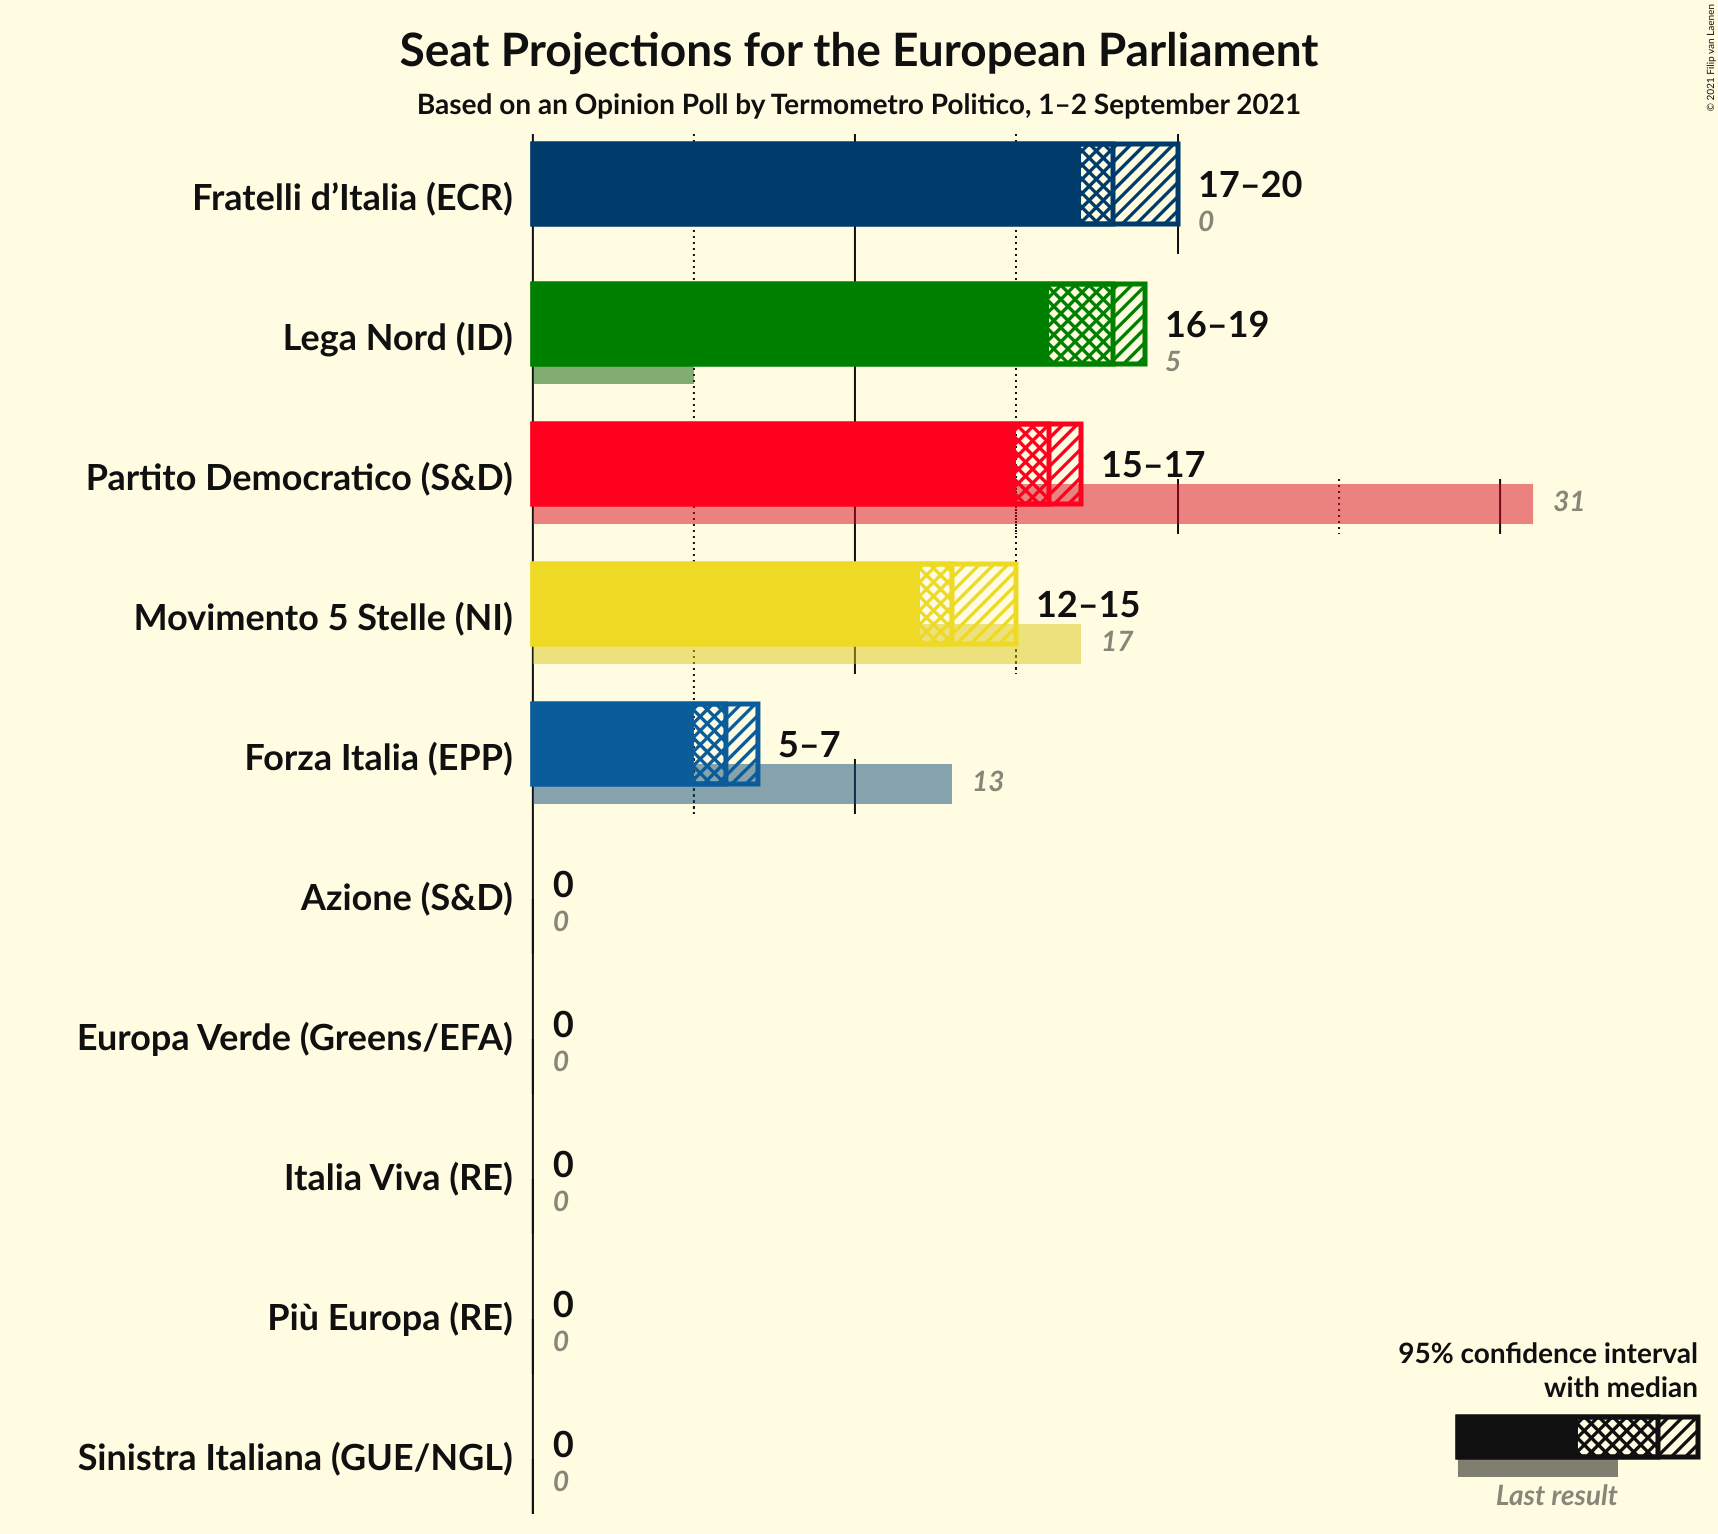 Seat Projections for the European Parliament
Based on an Opinion Poll by Termometro Politico, 1–2 September 2021
© 2021 Filip van Laenen
Fratelli d’Italia (ECR)
17–20
0
Lega Nord (ID)
16–19
5
Partito Democratico (S&D)
15–17
31
Movimento 5 Stelle (NI)
12–15
17
Forza Italia (EPP)
5–7
13
Azione (S&D)
0
0
Europa Verde (Greens/EFA)
0
0
Italia Viva (RE)
0
0
Più Europa (RE)
0
0
Sinistra Italiana (GUE/NGL)
0
0
95% confidence interval
with median
Last result